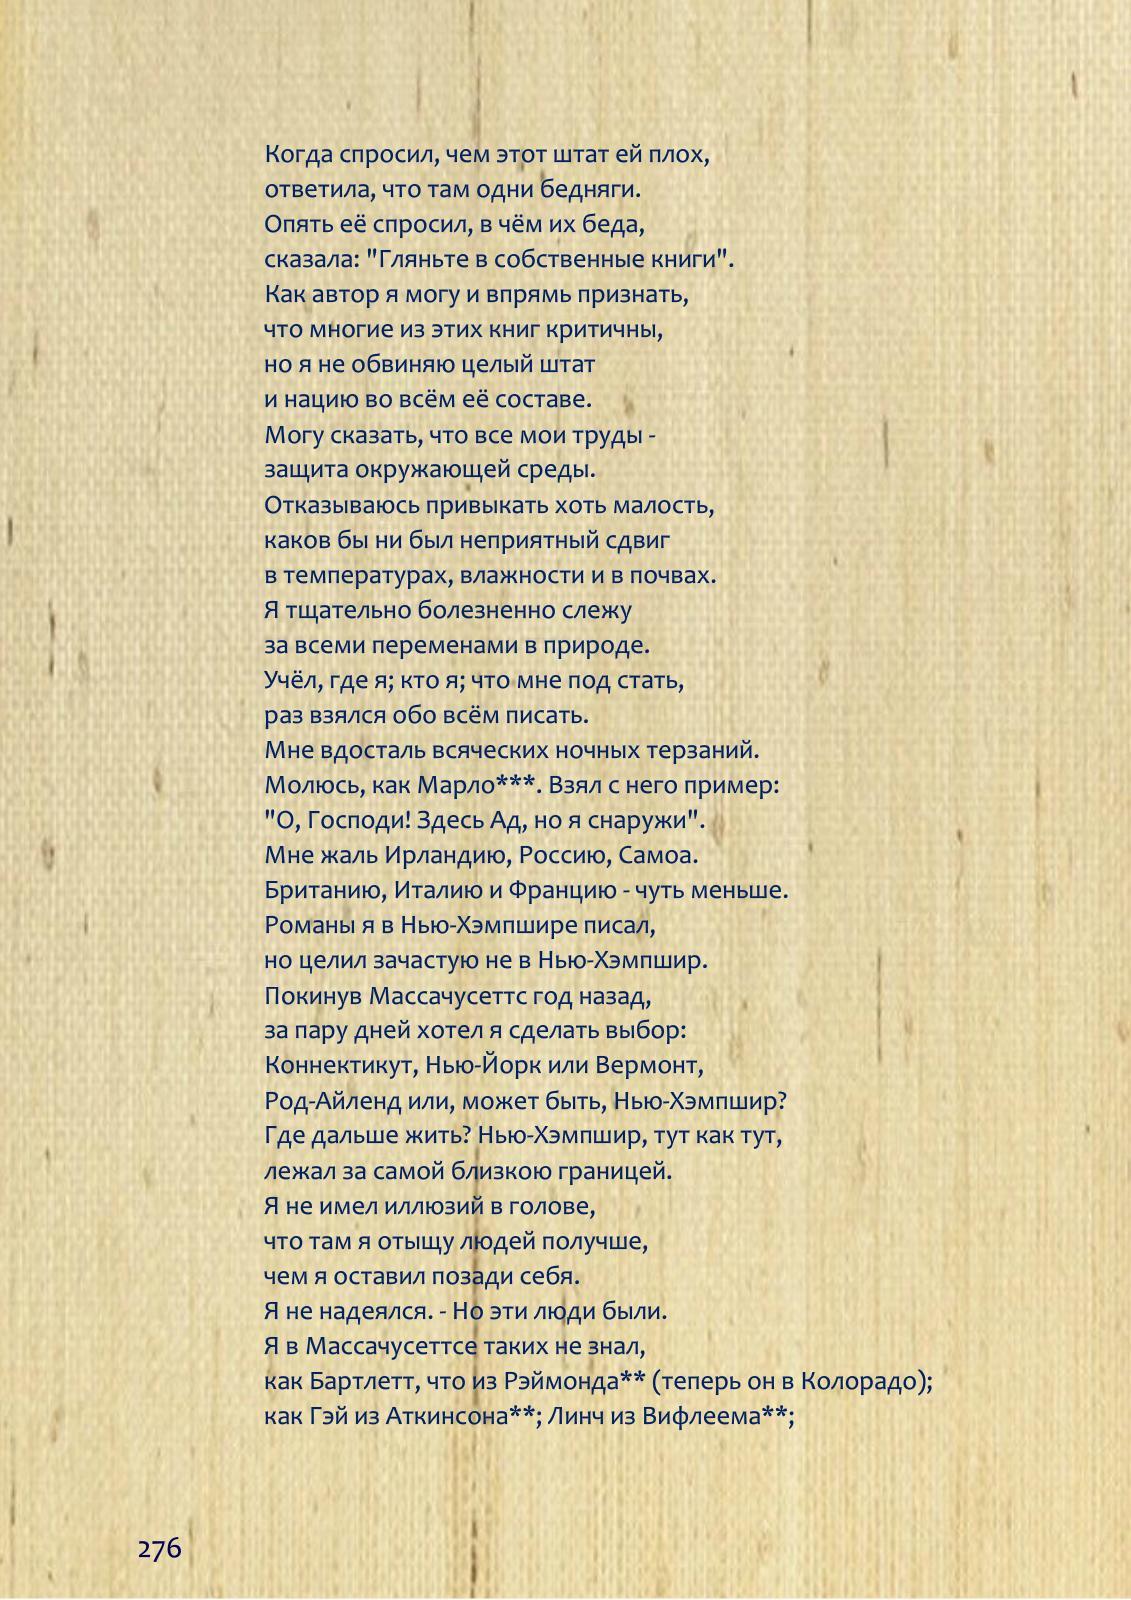 Когда спросил, чем этот штат ей плох,
ответила, что там одни бедняги.
Опять её спросил, в чём их беда,
сказала: "Гляньте в собственные книги".
Как автор я могу и впрямь признать,
что многие из этих книг критичны,
но я не обвиняю целый штат
и нацию во всём её составе.
Могу сказать, что все мои труды -
защита окружающей среды.
Отказываюсь привыкать хоть малость,
каков бы ни был неприятный сдвиг
в температурах, влажности и в почвах.
Я тщательно болезненно слежу
за всеми переменами в природе.
Учёл, где я; кто я; что мне под стать,
раз взялся обо всём писать.
Мне вдосталь всяческих ночных терзаний.
Молюсь, как Марло***. Взял с него пример:
"О, Господи! Здесь Ад, но я снаружи".
Мне жаль Ирландию, Россию, Самоа.
Британию, Италию и Францию - чуть меньше.
Романы я в Нью-Хэмпшире писал,
но целил зачастую не в Нью-Хэмпшир.
Покинув Массачусеттс год назад,
за пару дней хотел я сделать выбор:
Коннектикут, Нью-Йорк или Вермонт,
Род-Айленд или, может быть, Нью-Хэмпшир?
Где дальше жить? Нью-Хэмпшир, тут как тут,
лежал за самой близкою границей.
Я не имел иллюзий в голове,
что там я отыщу людей получше,
чем я оставил позади себя.
Я не надеялся. - Но эти люди были.
Я в Массачусеттсе таких не знал,
как Бартлетт, что из Рэймонда** (теперь он в Колорадо);
как Гэй из Аткинсона**; Линч из Вифлеема**;
276